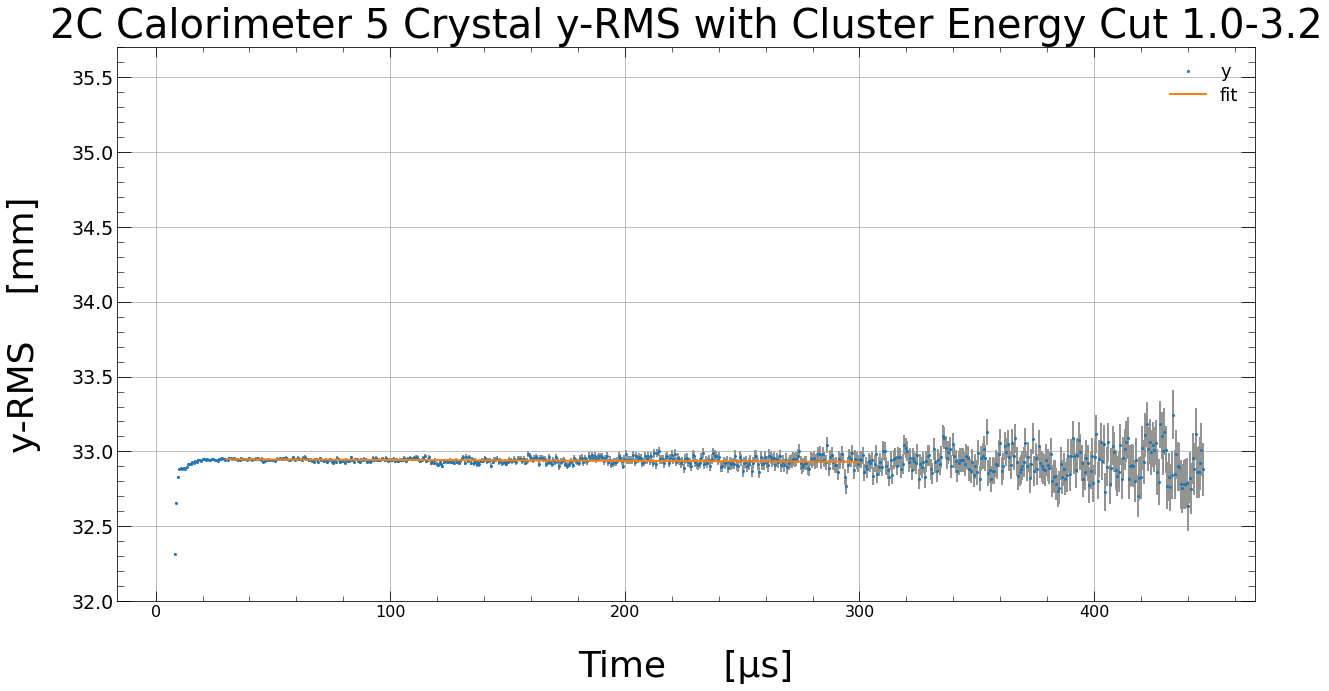 2C Calorimeter 5 Crystal y-RMS with Cluster Energy Cut 1.0-3.2
y
fit
35.5
35.0
34.5
34.0
33.5
33.0
32.5
32.0
y-RMS [mm]
0 100 200 300 400
Time [μs]